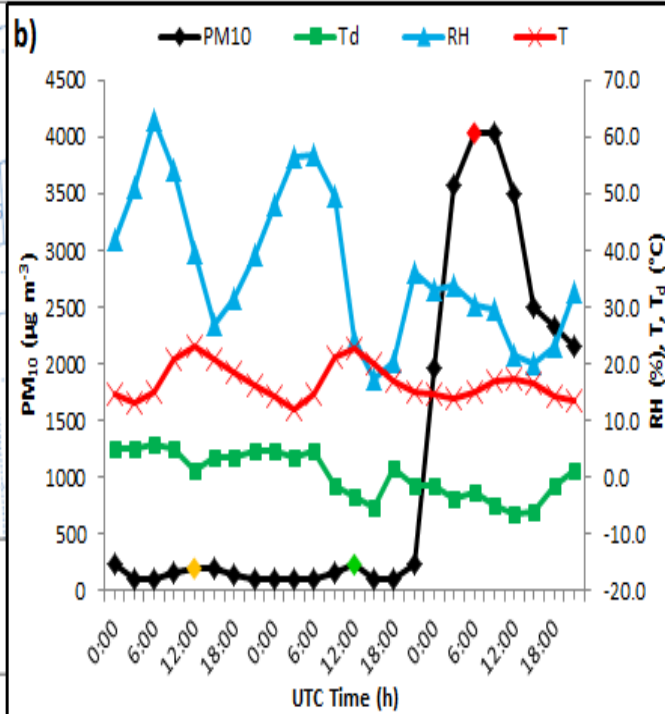 b)
PM10 Td RH T
4500 70.0
4000 60.0
3500 50.0
3000 40.0
2500 30.0
2000 20.0
1500 10.0
1000 0.0
500 -10.0
0 -20.0
PM₁₀ (µg m⁻³)
RH (%), T, T_d (°C)
0:00 6:00 12:00 18:00 0:00 6:00 12:00 18:00 0:00 6:00 12:00 18:00
UTC Time (h)